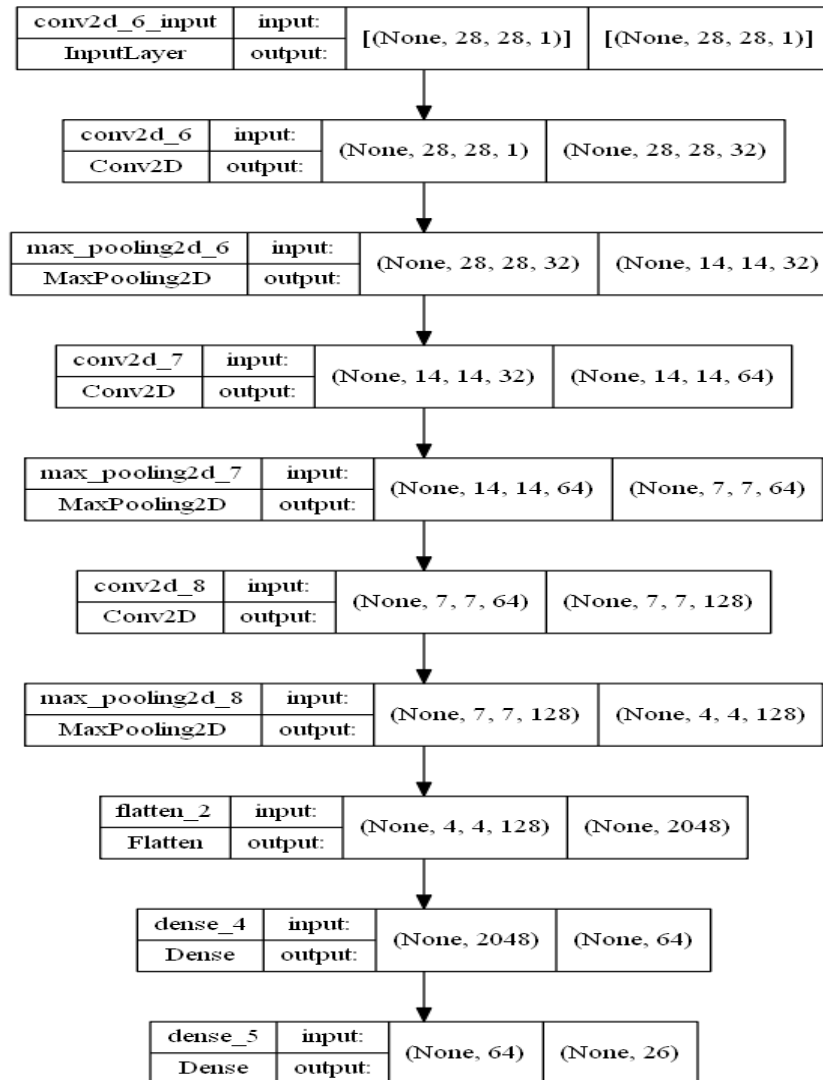 conv2d_6_input input: [(None, 28, 28, 1)] [(None, 28, 28, 1)]
InputLayer output:
conv2d_6 input: (None, 28, 28, 1) (None, 28, 28, 32)
Conv2D output:
max_pooling2d_6 input: (None, 28, 28, 32) (None, 14, 14, 32)
MaxPooling2D output:
conv2d_7 input: (None, 14, 14, 32) (None, 14, 14, 64)
Conv2D output:
max_pooling2d_7 input: (None, 14, 14, 64) (None, 7, 7, 64)
MaxPooling2D output:
conv2d_8 input: (None, 7, 7, 64) (None, 7, 7, 128)
Conv2D output:
max_pooling2d_8 input: (None, 7, 7, 128) (None, 4, 4, 128)
MaxPooling2D output:
flatten_2 input: (None, 4, 4, 128) (None, 2048)
Flatten output:
dense_4 input: (None, 2048) (None, 64)
Dense output:
dense_5 input: (None, 64) (None, 26)
Dense output: